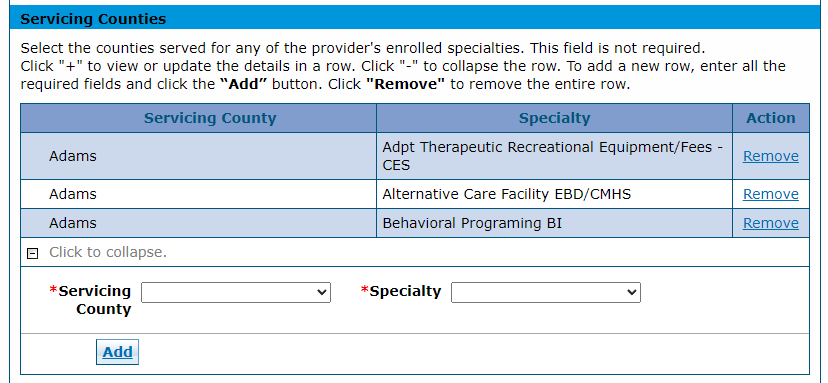 Servicing Counties
Select the counties served for any of the provider's enrolled specialties. This field is not required.
Click "+" to view or update the details in a row. Click "-" to collapse the row. To add a new row, enter all the
required fields and click the “Add” button. Click "Remove" to remove the entire row.
Servicing County Specialty Action
Adams Adpt Therapeutic Recreational Equipment/Fees -
CES Remove
Adams Alternative Care Facility EBD/CMHS Remove
Adams Behavioral Programing BI Remove
Click to collapse.
*Servicing
County
*Specialty
Add